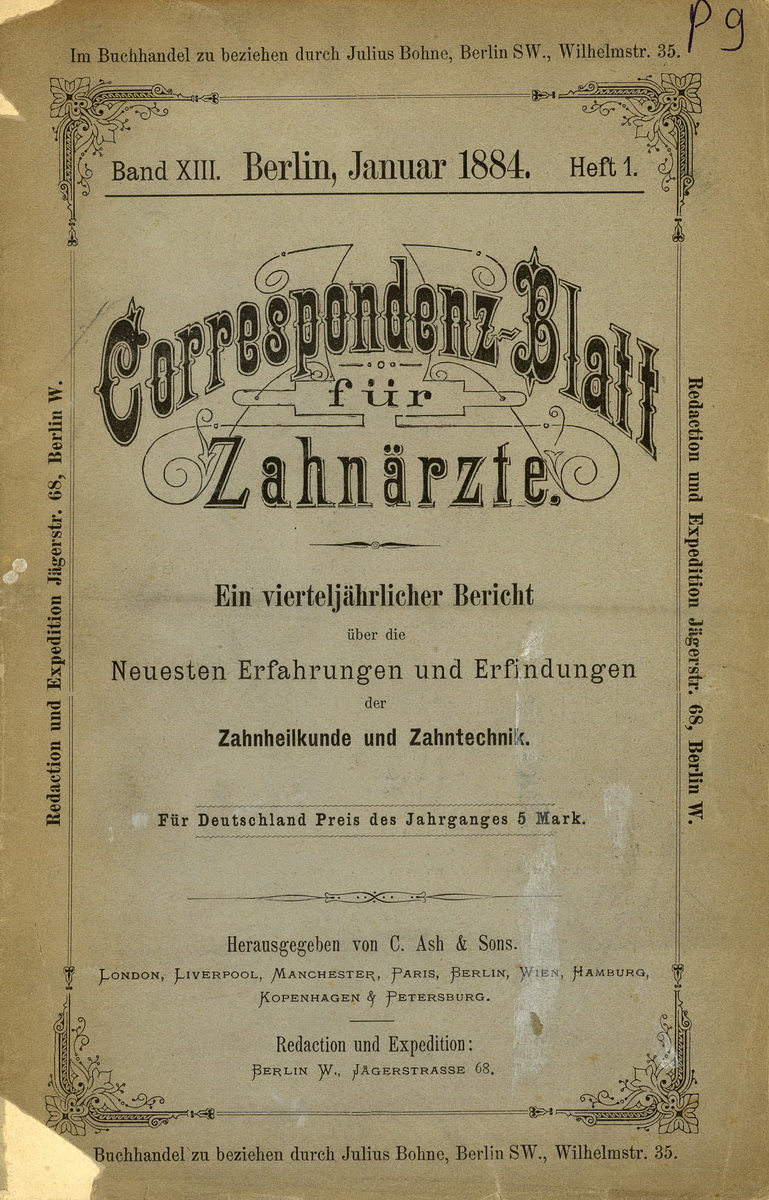 P 9
Im Buchhandel zu beziehen durch Julius Bohne, Berlin SW., Wilhelmstr. 35.
Band XIII. Berlin, Januar 1884. Heft 1.
Correspondenz-Blatt
für
Zahnärzte.
Ein vierteljährlicher Bericht
über die
Neuesten Erfahrungen und Erfindungen
der
Zahnheilkunde und Zahntechnik.
Für Deutschland Preis des Jahrganges 5 Mark.
Herausgegeben von C. Ash & Sons.
London, Liverpool, Manchester, Paris, Berlin, Wien, Hamburg,
Kopenhagen & Petersburg.
Redaction und Expedition:
Berlin W., Jägerstrasse 68.
Buchhandel zu beziehen durch Julius Bohne, Berlin SW., Wilhelmstr. 35.
Redaction und Expedition Jägerstr. 68, Berlin W.
Redaction und Expedition Jägerstr. 68, Berlin W.